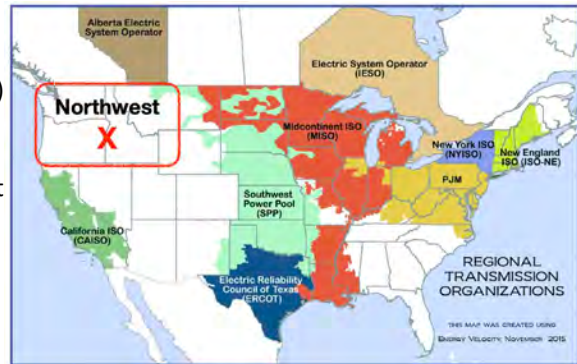 Alberta Electric
System Operator
)
Electric System Operator
(IESO)
Northwest
X
Midcontinent ISO
(MISO)
New York ISO
(NYISO)
New England
ISO (ISO-NE)
t
PJM
Southwest
Power Pool
(SPP)
California ISO
(CAISO)
Electric Reliability
Council of Texas
(ERCOT)
REGIONAL
TRANSMISSION
ORGANIZATIONS
THIS MAP WAS CREATED USING
ENERGY VELOCITY, NOVEMBER 2015